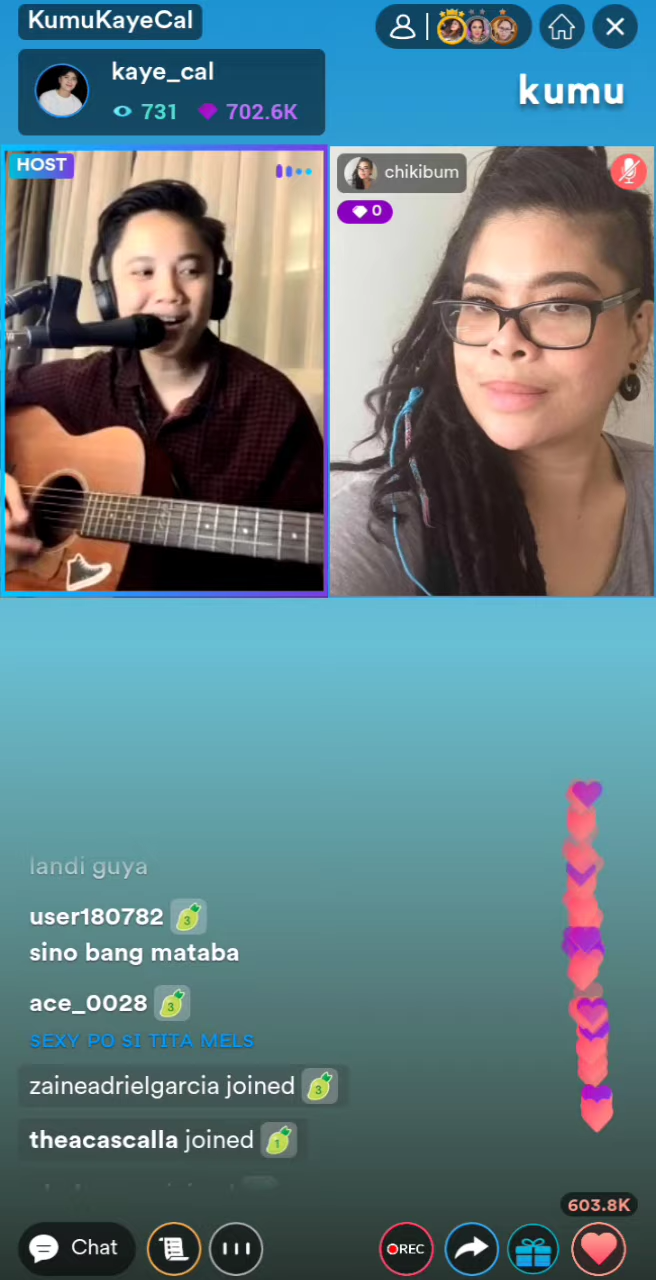 KumuKayeCal
kaye_cal
731 702.6K
kumu
HOST
chikibum
0
landi guya
user180782 3
sino bang mataba
ace_0028 3
SEXY PO SI TITA MELS
zaineadrielgarcia joined 3
theacascalla joined 1
603.8K
Chat
REC